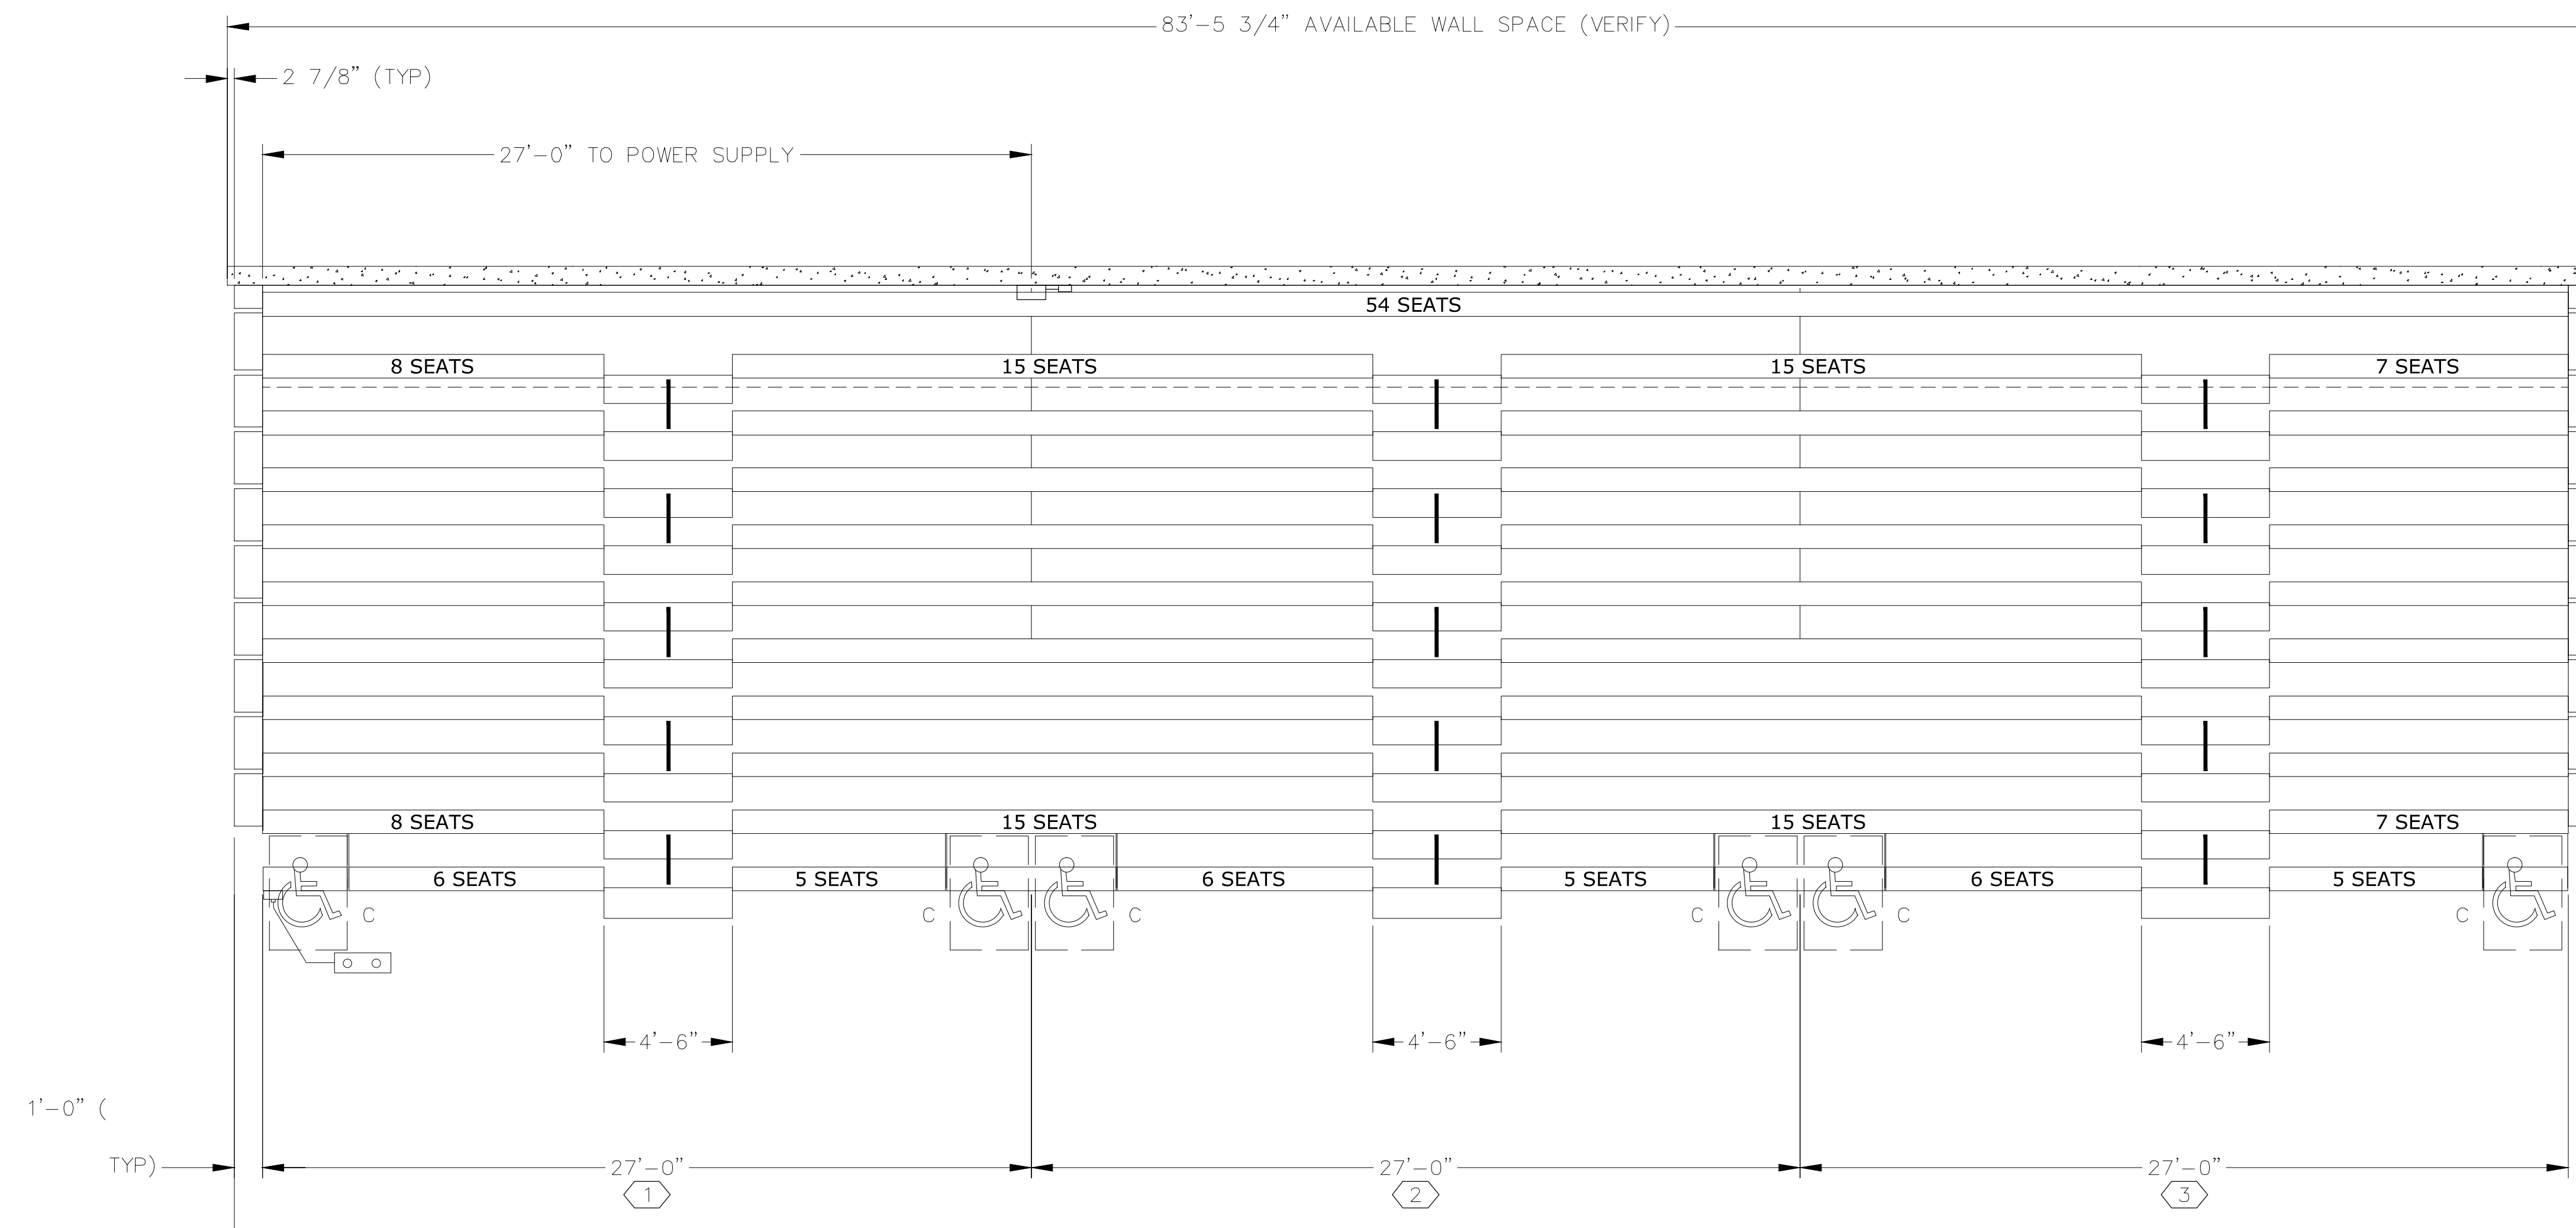 83'-5 3/4" AVAILABLE WALL SPACE (VERIFY)
2 7/8" (TYP)
27'-0" TO POWER SUPPLY
54 SEATS
8 SEATS 15 SEATS 15 SEATS 7 SEATS
8 SEATS 15 SEATS 15 SEATS 7 SEATS
6 SEATS 5 SEATS 6 SEATS 5 SEATS 6 SEATS 5 SEATS
C C C C C C
4'-6" 4'-6" 4'-6"
1'-0" (
TYP) 27'-0" 27'-0" 27'-0"
1 2 3